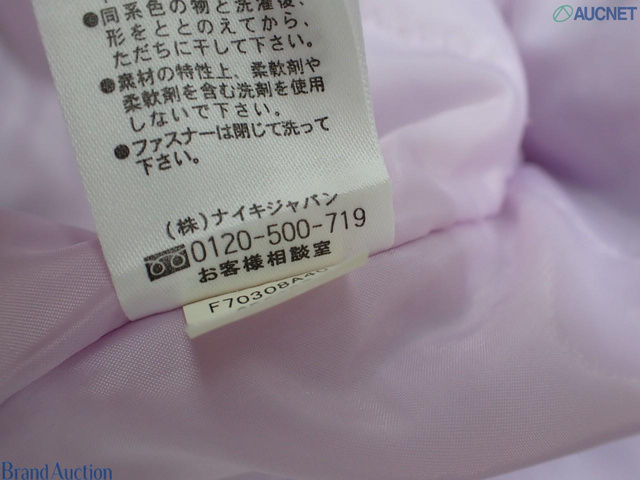 ●同系色の物と洗濯後、
形をととのえてから、
ただちに干して下さい。
●素材の特性上、柔軟剤や
柔軟剤を含む洗剤を使用
しないで下さい。
●ファスナーは閉じて洗って
下さい。
(株)ナイキジャパン
0120-500-719
お客様相談室
F70308A
AUCNET
Brand Auction